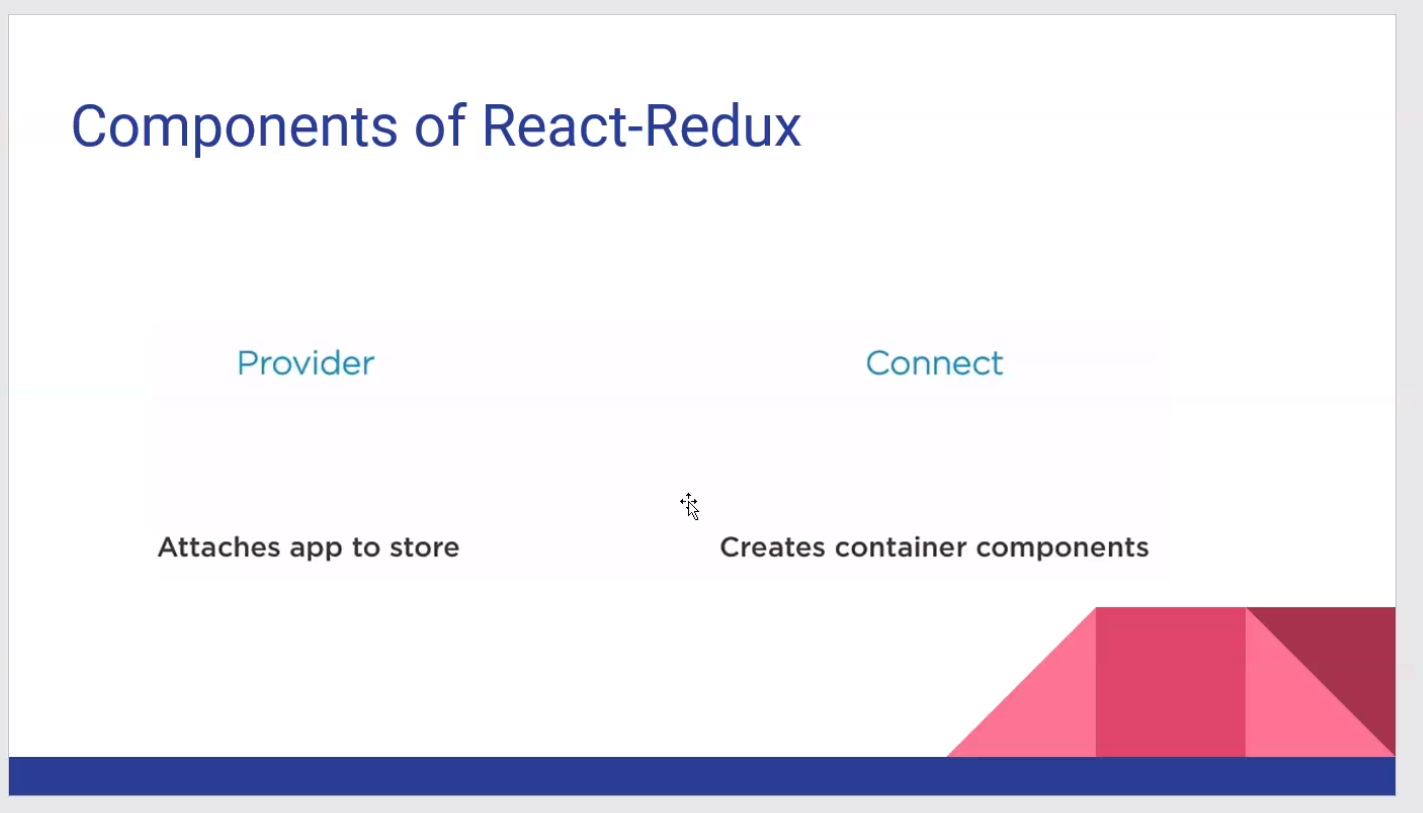 Components of React-Redux
Provider
Connect
Attaches app to store
Creates container components